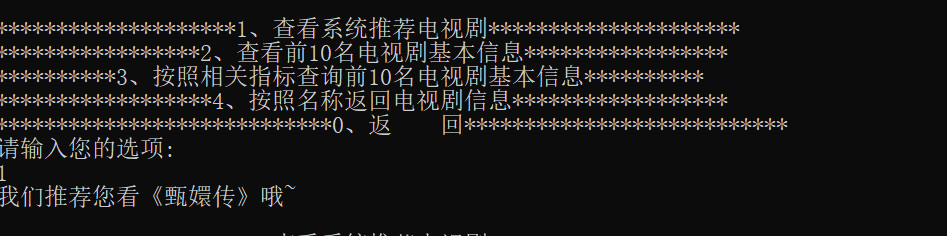 ********************1、查看系统推荐电视剧*********************
*****************2、查看前10名电视剧基本信息*****************
**********3、按照相关指标查询前10名电视剧基本信息**********
******************4、按照名称返回电视剧信息******************
****************************0、返    回***************************
请输入您的选项:
1
我们推荐您看《甄嬛传》哦~